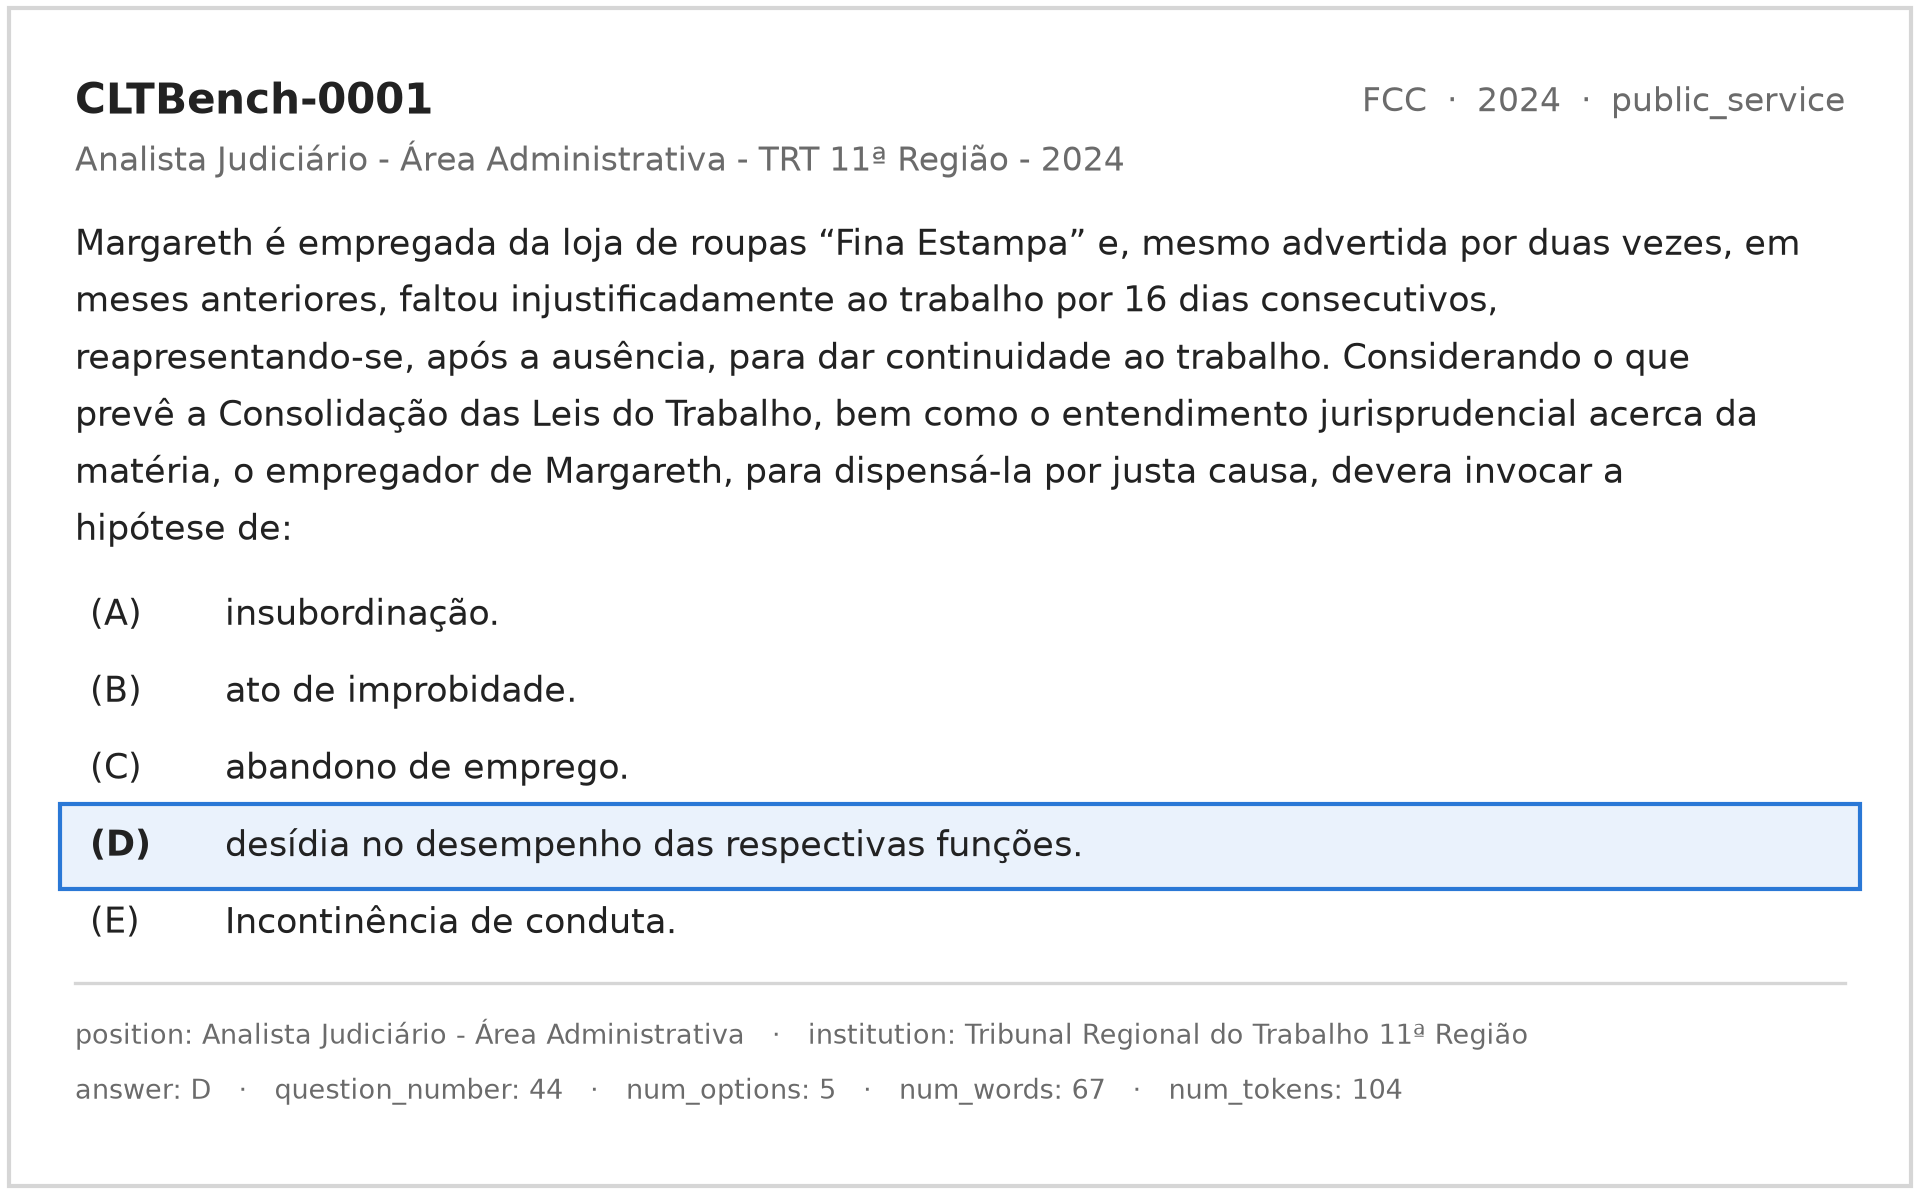 CLTBench-0001
FCC · 2024 · public_service
Analista Judiciário - Área Administrativa - TRT 11ª Região - 2024
Margareth é empregada da loja de roupas “Fina Estampa” e, mesmo advertida por duas vezes, em
meses anteriores, faltou injustificadamente ao trabalho por 16 dias consecutivos,
reapresentando-se, após a ausência, para dar continuidade ao trabalho. Considerando o que
prevê a Consolidação das Leis do Trabalho, bem como o entendimento jurisprudencial acerca da
matéria, o empregador de Margareth, para dispensá-la por justa causa, devera invocar a
hipótese de:
(A) insubordinação.
(B) ato de improbidade.
(C) abandono de emprego.
(D) desídia no desempenho das respectivas funções.
(E) Incontinência de conduta.
position: Analista Judiciário - Área Administrativa · institution: Tribunal Regional do Trabalho 11ª Região
answer: D · question_number: 44 · num_options: 5 · num_words: 67 · num_tokens: 104